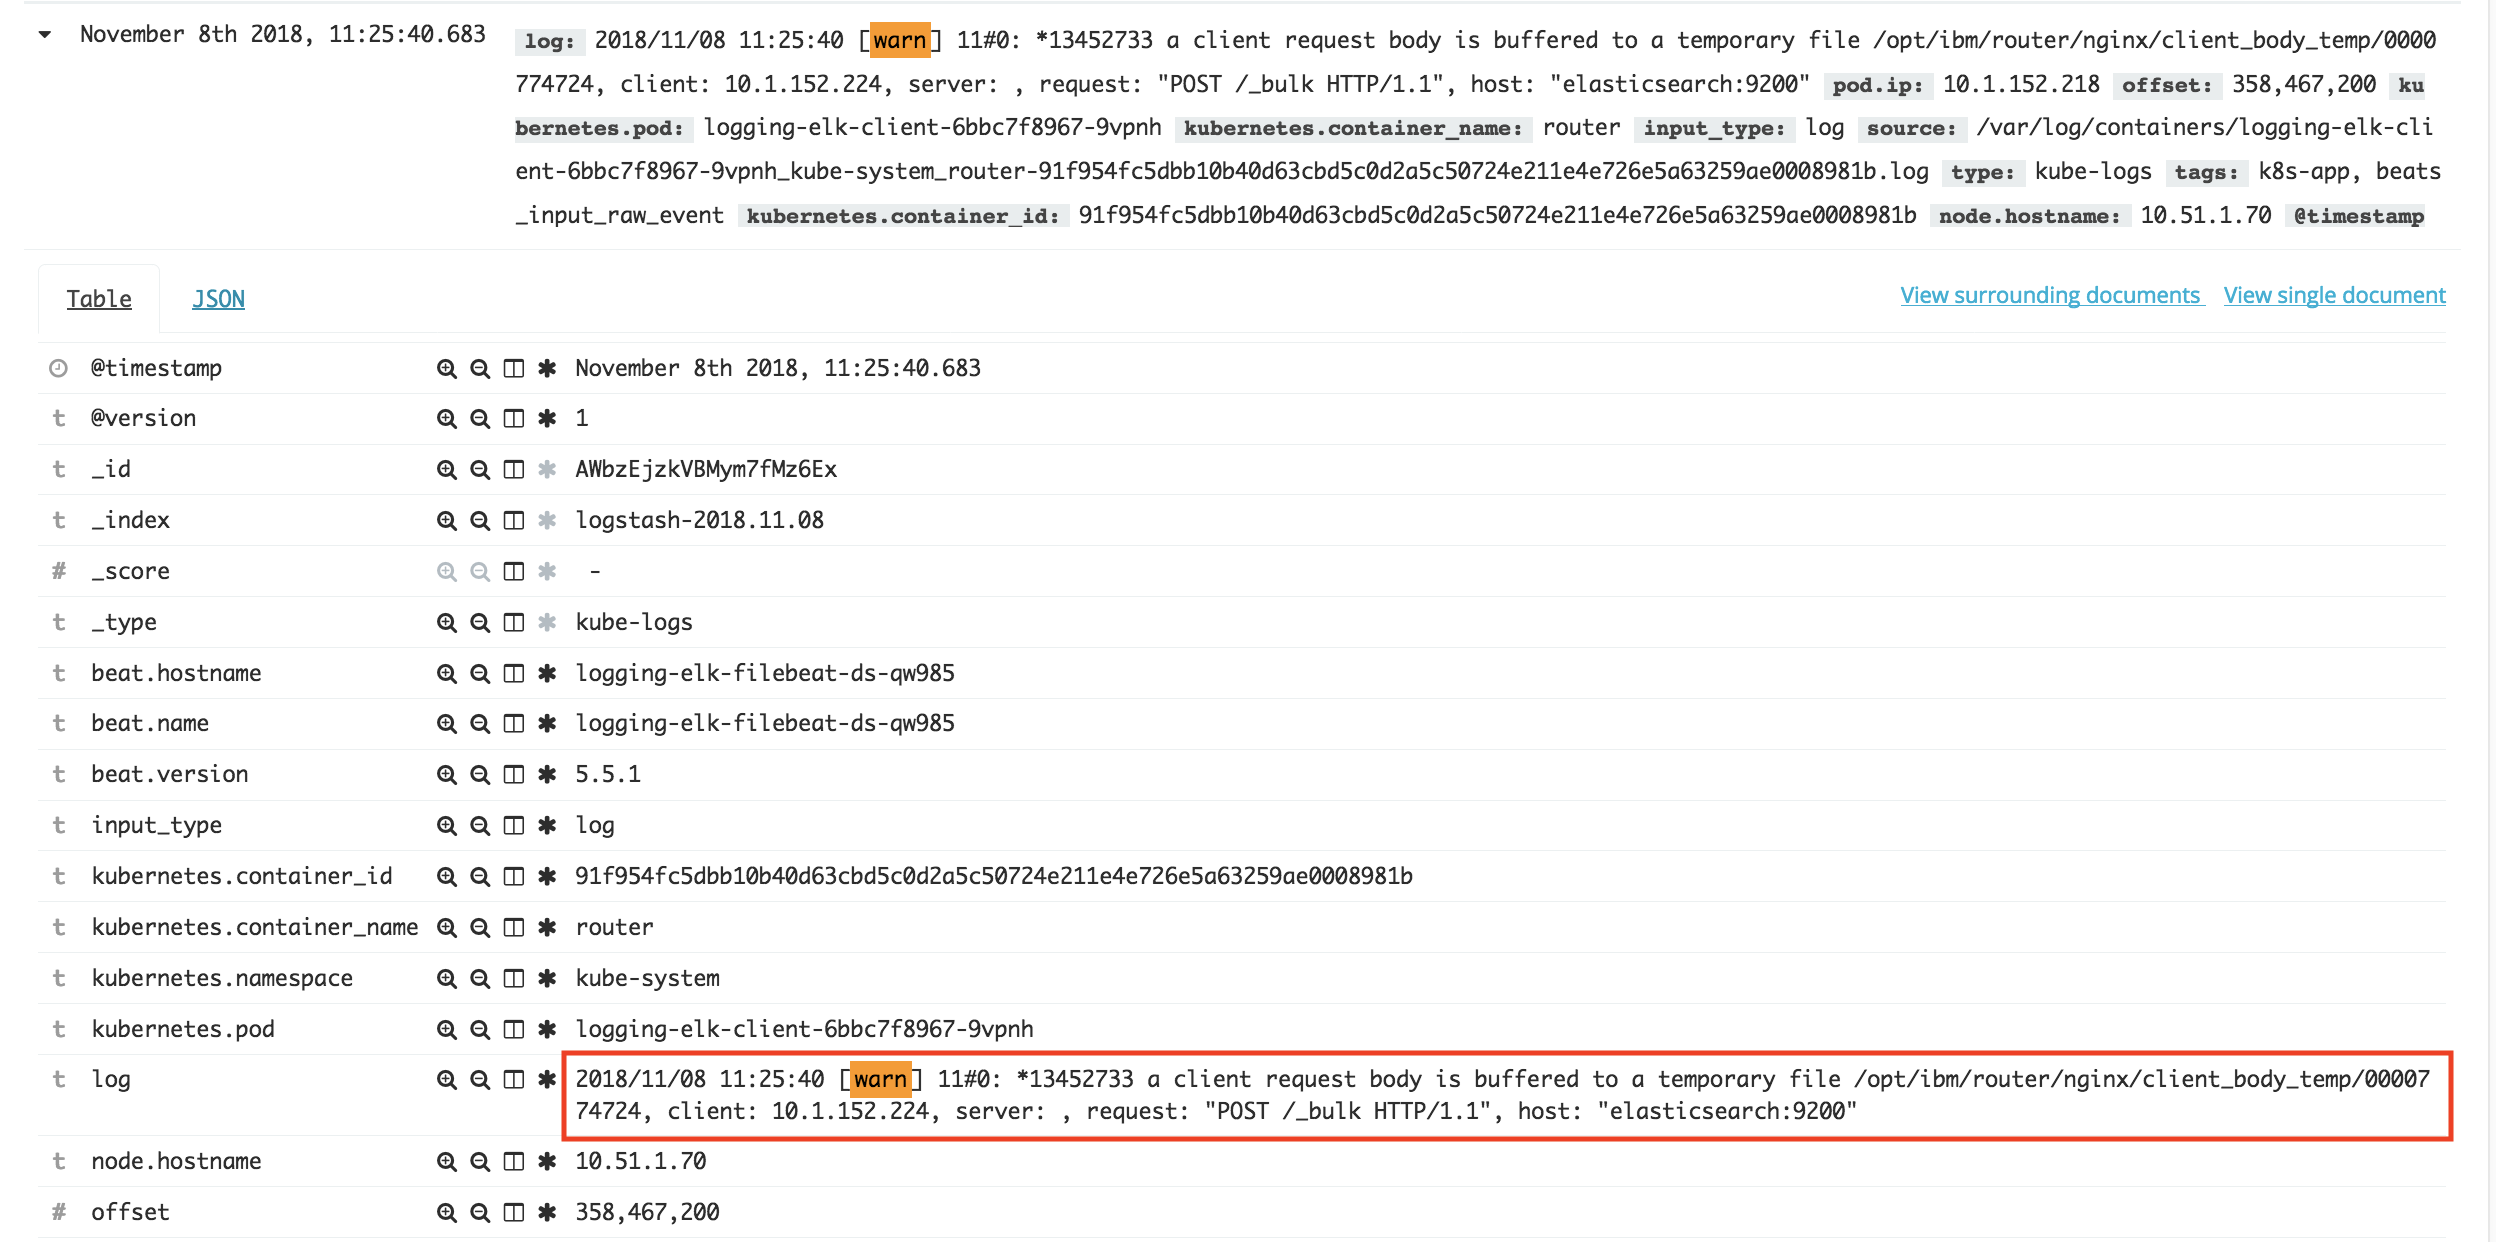 November 8th 2018, 11:25:40.683
log: 2018/11/08 11:25:40 [warn] 11#0: *13452733 a client request body is buffered to a temporary file /opt/ibm/router/nginx/client_body_temp/0000
774724, client: 10.1.152.224, server: , request: "POST /_bulk HTTP/1.1", host: "elasticsearch:9200" pod.ip: 10.1.152.218 offset: 358,467,200 ku
bernetes.pod: logging-elk-client-6bbc7f8967-9vpnh kubernetes.container_name: router input_type: log source: /var/log/containers/logging-elk-cli
ent-6bbc7f8967-9vpnh_kube-system_router-91f954fc5dbb10b40d63cbd5c0d2a5c50724e211e4e726e5a63259ae0008981b.log type: kube-logs tags: k8s-app, beats
_input_raw_event kubernetes.container_id: 91f954fc5dbb10b40d63cbd5c0d2a5c50724e211e4e726e5a63259ae0008981b node.hostname: 10.51.1.70 @timestamp
Table JSON View surrounding documents View single document
@timestamp November 8th 2018, 11:25:40.683
t @version 1
t _id AWbzEjzkVBMym7fMz6Ex
t _index logstash-2018.11.08
# _score -
t _type kube-logs
t beat.hostname logging-elk-filebeat-ds-qw985
t beat.name logging-elk-filebeat-ds-qw985
t beat.version 5.5.1
t input_type log
t kubernetes.container_id 91f954fc5dbb10b40d63cbd5c0d2a5c50724e211e4e726e5a63259ae0008981b
t kubernetes.container_name router
t kubernetes.namespace kube-system
t kubernetes.pod logging-elk-client-6bbc7f8967-9vpnh
t log 2018/11/08 11:25:40 [warn] 11#0: *13452733 a client request body is buffered to a temporary file /opt/ibm/router/nginx/client_body_temp/00007
74724, client: 10.1.152.224, server: , request: "POST /_bulk HTTP/1.1", host: "elasticsearch:9200"
t node.hostname 10.51.1.70
# offset 358,467,200